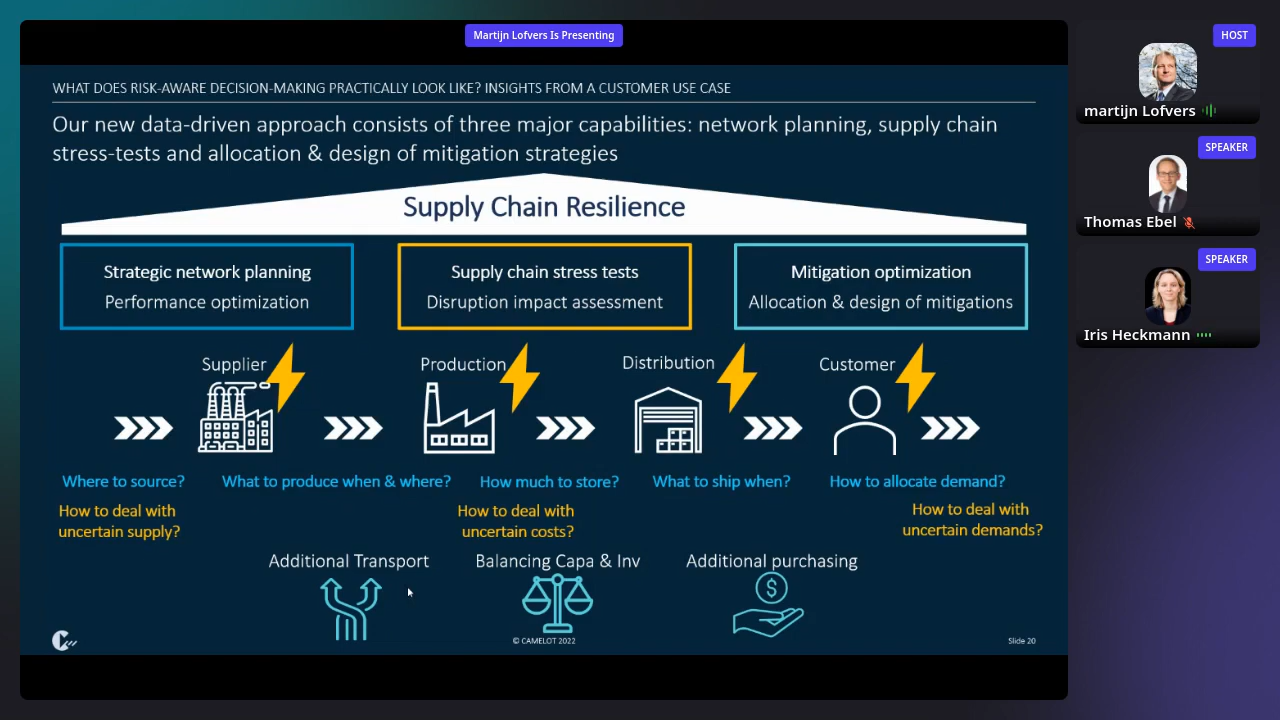 Martijn Lofvers Is Presenting
HOST
martijn Lofvers
SPEAKER
Thomas Ebel
SPEAKER
Iris Heckmann
WHAT DOES RISK-AWARE DECISION-MAKING PRACTICALLY LOOK LIKE? INSIGHTS FROM A CUSTOMER USE CASE
Our new data-driven approach consists of three major capabilities: network planning, supply chain
stress-tests and allocation & design of mitigation strategies
Supply Chain Resilience
Strategic network planning
Performance optimization
Supply chain stress tests
Disruption impact assessment
Mitigation optimization
Allocation & design of mitigations
Supplier
Production
Distribution
Customer
Where to source?
What to produce when & where?
How much to store?
What to ship when?
How to allocate demand?
How to deal with
uncertain supply?
How to deal with
uncertain costs?
How to deal with
uncertain demands?
Additional Transport
Balancing Capa & Inv
Additional purchasing
$
© CAMELOT 2022
Slide 20